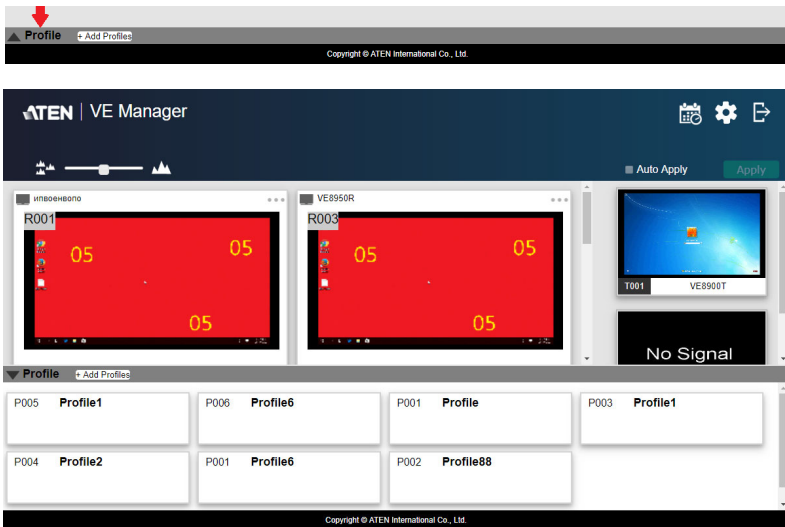 Profile + Add Profiles
Copyright © ATEN International Co., Ltd.
ATEN VE Manager
Auto Apply Apply
ипвоенвопо
R001
05
05
05
VE8950R
R003
05
05
05
T001 VE8900T
No Signal
Profile + Add Profiles
P005 Profile1
P006 Profile6
P001 Profile
P003 Profile1
P004 Profile2
P001 Profile6
P002 Profile88
Copyright © ATEN International Co., Ltd.